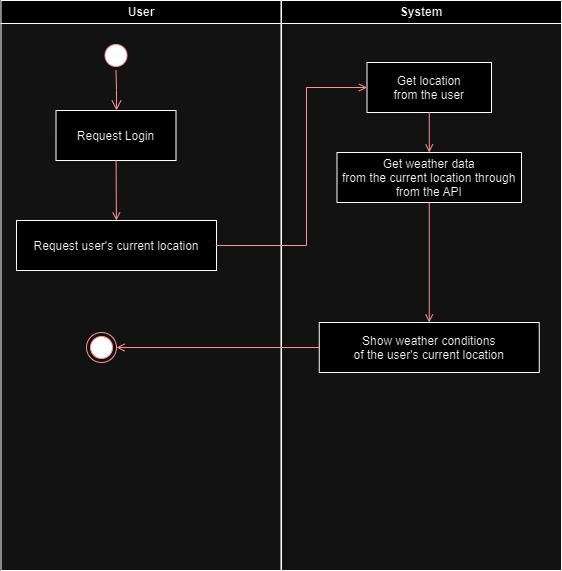 User
System
Request Login
Request user's current location
Get location
from the user
Get weather data
from the current location through
from the API
Show weather conditions
of the user's current location